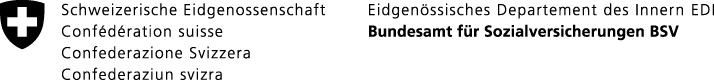 Schweizerische Eidgenossenschaft
Confédération suisse
Confederazione Svizzera
Confederaziun svizra
Eidgenössisches Departement des Innern EDI
Bundesamt für Sozialversicherungen BSV